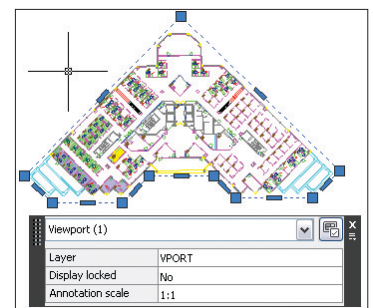 Viewport (1)
Layer VPORT
Display locked No
Annotation scale 1:1